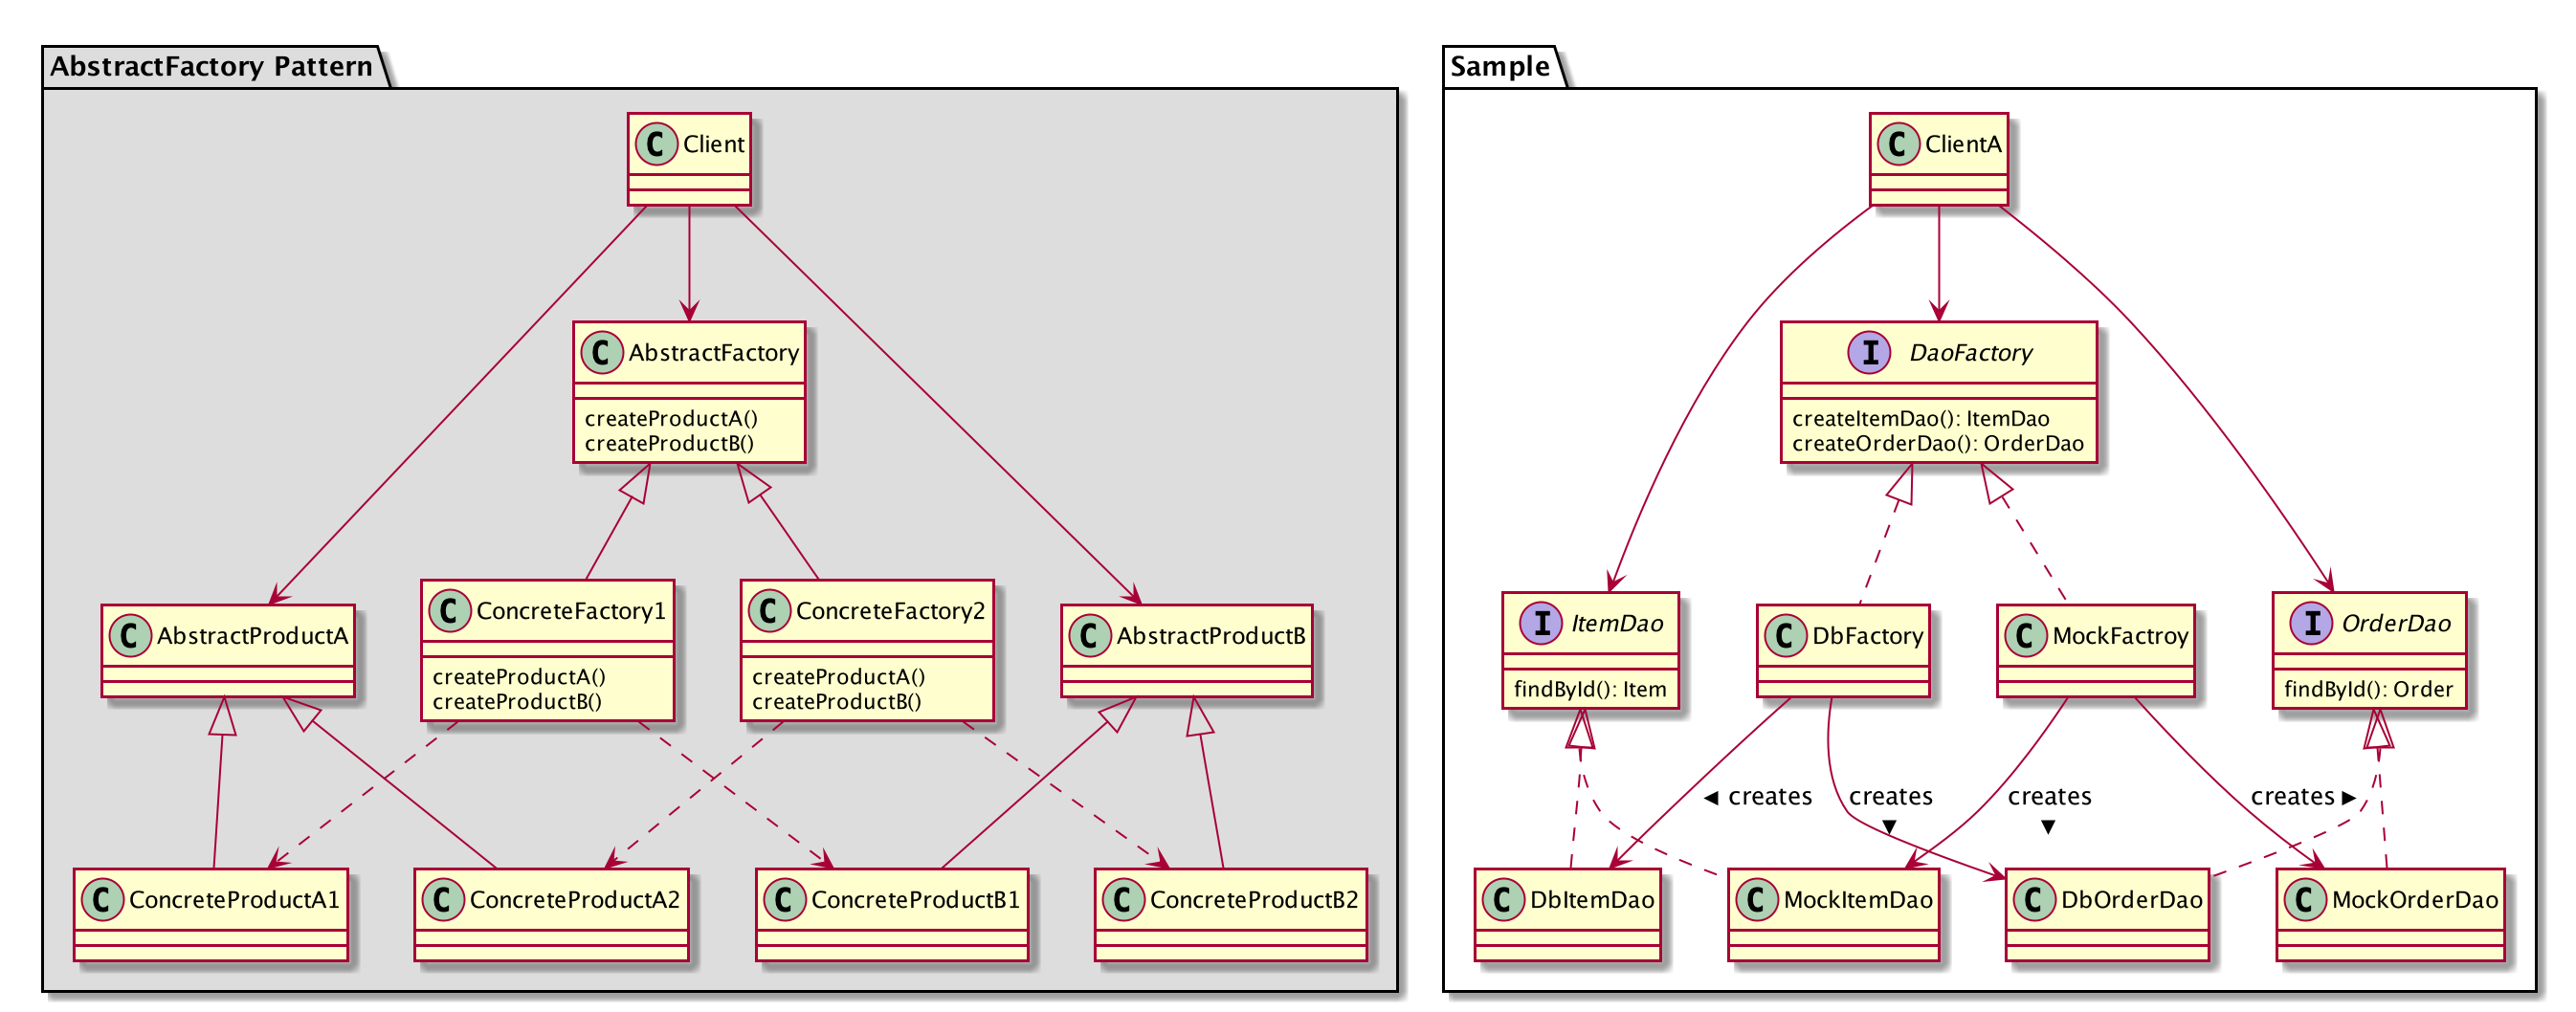 AbstractFactory Pattern
C Client
C AbstractFactory
createProductA()
createProductB()
C AbstractProductA
C ConcreteFactory1
createProductA()
createProductB()
C ConcreteFactory2
createProductA()
createProductB()
C AbstractProductB
C ConcreteProductA1
C ConcreteProductA2
C ConcreteProductB1
C ConcreteProductB2
Sample
C ClientA
I DaoFactory
createItemDao(): ItemDao
createOrderDao(): OrderDao
I ItemDao
findById(): Item
C DbFactory
C MockFactroy
I OrderDao
findById(): Order
creates
creates
creates
creates
C DbItemDao
C MockItemDao
C DbOrderDao
C MockOrderDao